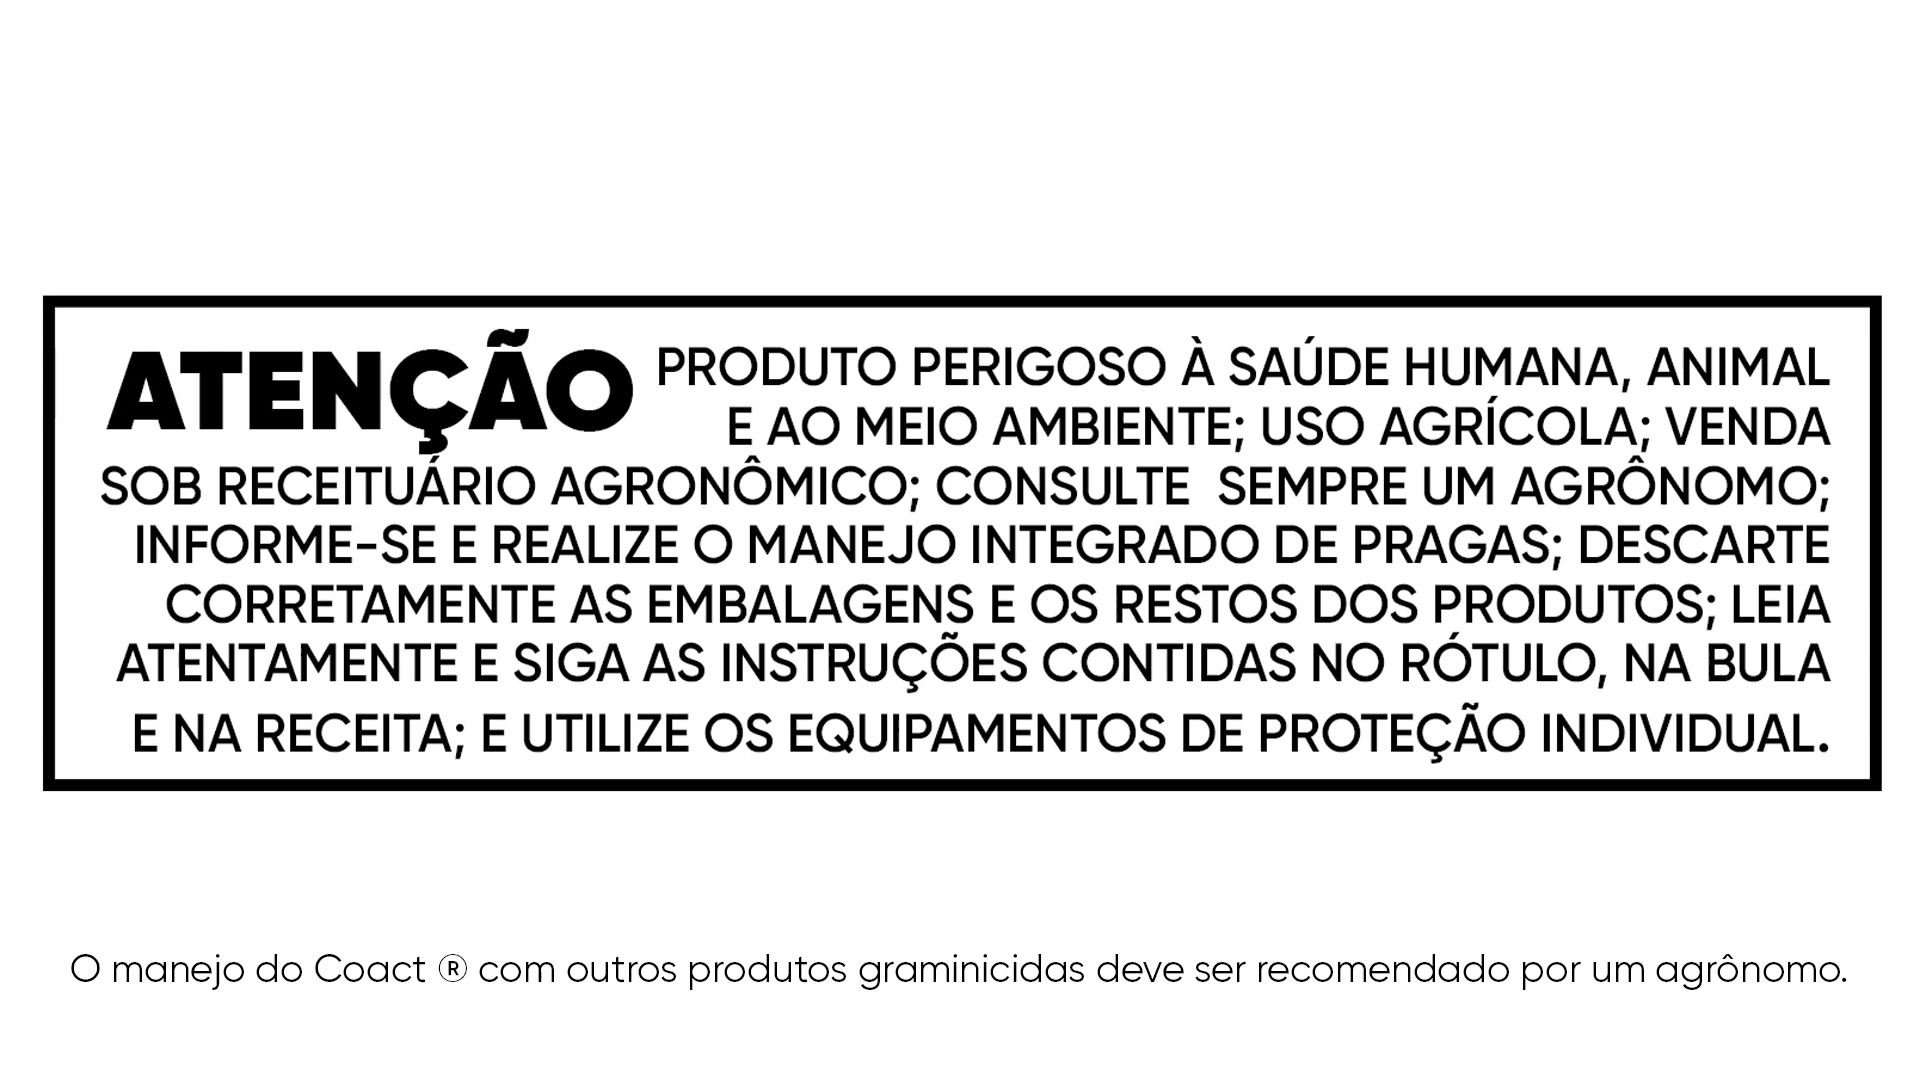 ATENÇÃO PRODUTO PERIGOSO À SAÚDE HUMANA, ANIMAL
E AO MEIO AMBIENTE; USO AGRÍCOLA; VENDA
SOB RECEITUÁRIO AGRONÔMICO; CONSULTE SEMPRE UM AGRÔNOMO;
INFORME-SE E REALIZE O MANEJO INTEGRADO DE PRAGAS; DESCARTE
CORRETAMENTE AS EMBALAGENS E OS RESTOS DOS PRODUTOS; LEIA
ATENTAMENTE E SIGA AS INSTRUÇÕES CONTIDAS NO RÓTULO, NA BULA
E NA RECEITA; E UTILIZE OS EQUIPAMENTOS DE PROTEÇÃO INDIVIDUAL.
O manejo do Coact ® com outros produtos graminicidas deve ser recomendado por um agrônomo.